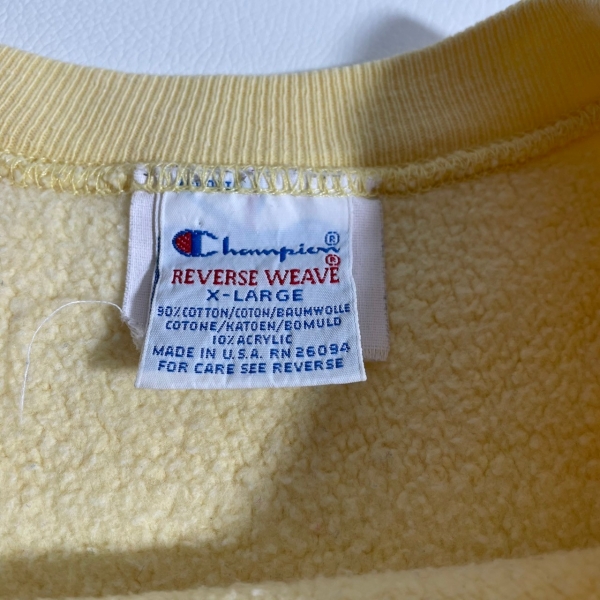 Champion®
REVERSE WEAVE®
X-LARGE
90% COTTON/COTON/BAUMWOLLE
COTONE/KATOEN/BOMULD
10% ACRYLIC
MADE IN U.S.A. RN 26094
FOR CARE SEE REVERSE